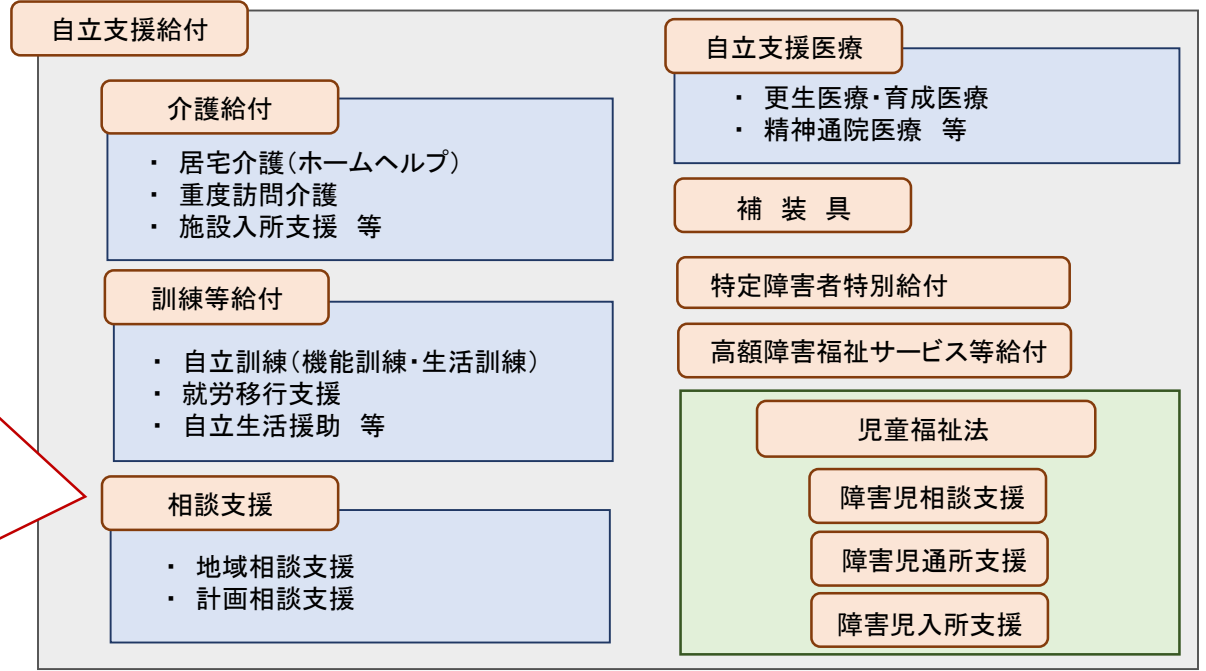 自立支援給付
介護給付
・ 居宅介護（ホームヘルプ）
・ 重度訪問介護
・ 施設入所支援 等
訓練等給付
・ 自立訓練（機能訓練・生活訓練）
・ 就労移行支援
・ 自立生活援助 等
相談支援
・ 地域相談支援
・ 計画相談支援
自立支援医療
・ 更生医療・育成医療
・ 精神通院医療 等
補 装 具
特定障害者特別給付
高額障害福祉サービス等給付
児童福祉法
障害児相談支援
障害児通所支援
障害児入所支援